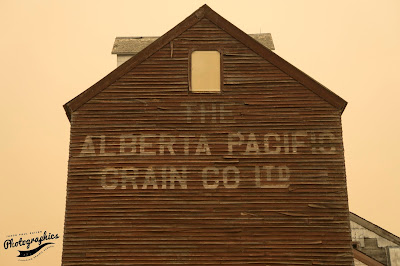 THE
ALBERTA PACIFIC
GRAIN CO LTD
Photographics